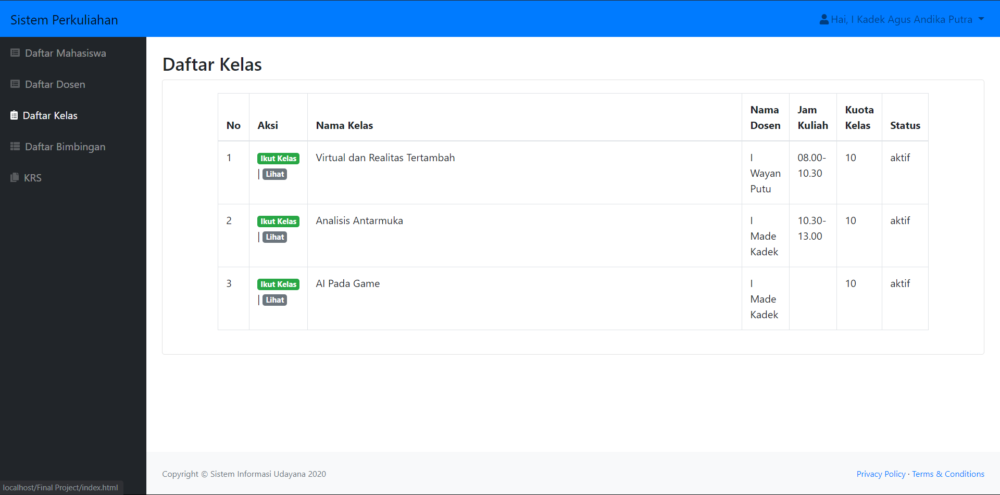 Sistem Perkuliahan
Hai, I Kadek Agus Andika Putra
Daftar Mahasiswa
Daftar Dosen
Daftar Kelas
Daftar Bimbingan
KRS
Daftar Kelas
No Aksi Nama Kelas Nama Dosen Jam Kuliah Kuota Kelas Status
1 Ikut Kelas Virtual dan Realitas Tertambah I 08.00- 10 aktif
| Lihat Wayan 10.30
Putu
2 Ikut Kelas Analisis Antarmuka I 10.30- 10 aktif
| Lihat Made 13.00
Kadek
3 Ikut Kelas AI Pada Game I 10 aktif
| Lihat Made
Kadek
Copyright © Sistem Informasi Udayana 2020
Privacy Policy · Terms & Conditions
localhost/Final Project/index.html